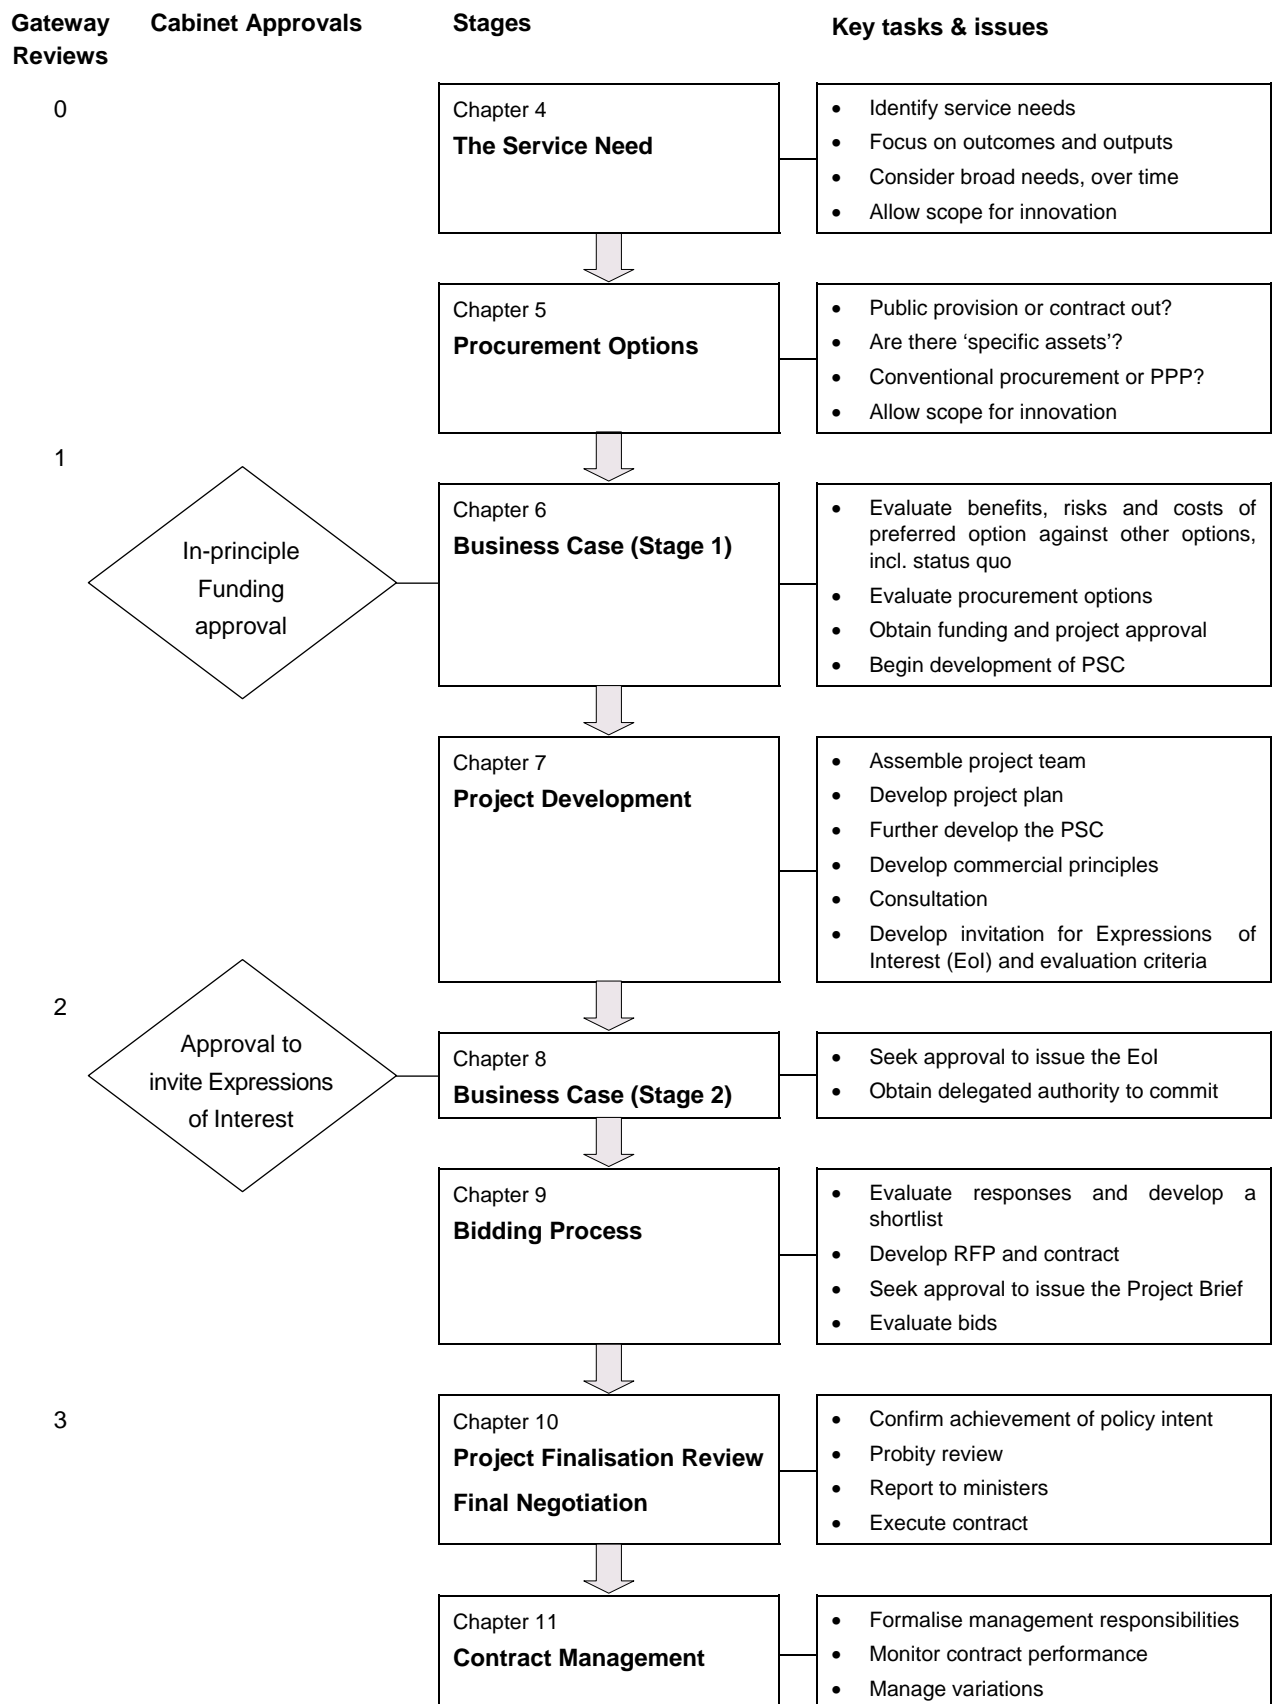 Gateway Reviews
Cabinet Approvals
Stages
Key tasks & issues
0
Chapter 4
The Service Need
• Identify service needs
• Focus on outcomes and outputs
• Consider broad needs, over time
• Allow scope for innovation
Chapter 5
Procurement Options
• Public provision or contract out?
• Are there ‘specific assets’?
• Conventional procurement or PPP?
• Allow scope for innovation
1
In-principle
Funding
approval
Chapter 6
Business Case (Stage 1)
• Evaluate benefits, risks and costs of
preferred option against other options,
incl. status quo
• Evaluate procurement options
• Obtain funding and project approval
• Begin development of PSC
Chapter 7
Project Development
• Assemble project team
• Develop project plan
• Further develop the PSC
• Develop commercial principles
• Consultation
• Develop invitation for Expressions of
Interest (EoI) and evaluation criteria
2
Approval to
invite Expressions
of Interest
Chapter 8
Business Case (Stage 2)
• Seek approval to issue the EoI
• Obtain delegated authority to commit
Chapter 9
Bidding Process
• Evaluate responses and develop a
shortlist
• Develop RFP and contract
• Seek approval to issue the Project Brief
• Evaluate bids
3
Chapter 10
Project Finalisation Review
Final Negotiation
• Confirm achievement of policy intent
• Probity review
• Report to ministers
• Execute contract
Chapter 11
Contract Management
• Formalise management responsibilities
• Monitor contract performance
• Manage variations